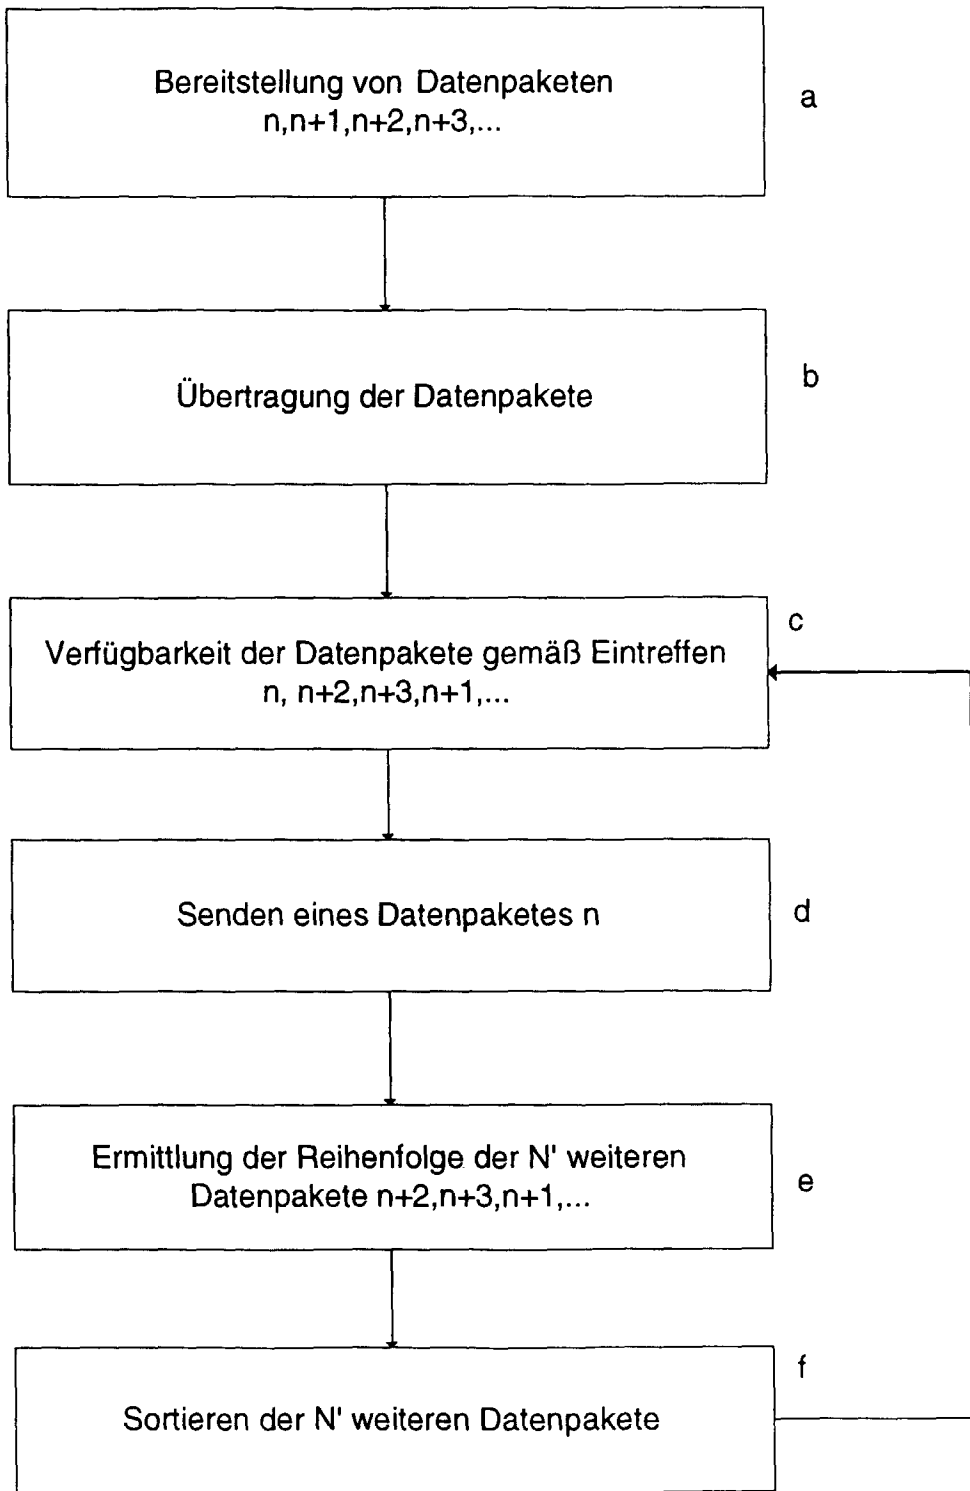 Bereitstellung von Datenpaketen
n,n+1,n+2,n+3,...
a
Übertragung der Datenpakete
b
c
Verfügbarkeit der Datenpakete gemäß Eintreffen
n, n+2,n+3,n+1,...
Senden eines Datenpaketes n
d
Ermittlung der Reihenfolge der N' weiteren
Datenpakete n+2,n+3,n+1,...
e
f
Sortieren der N' weiteren Datenpakete